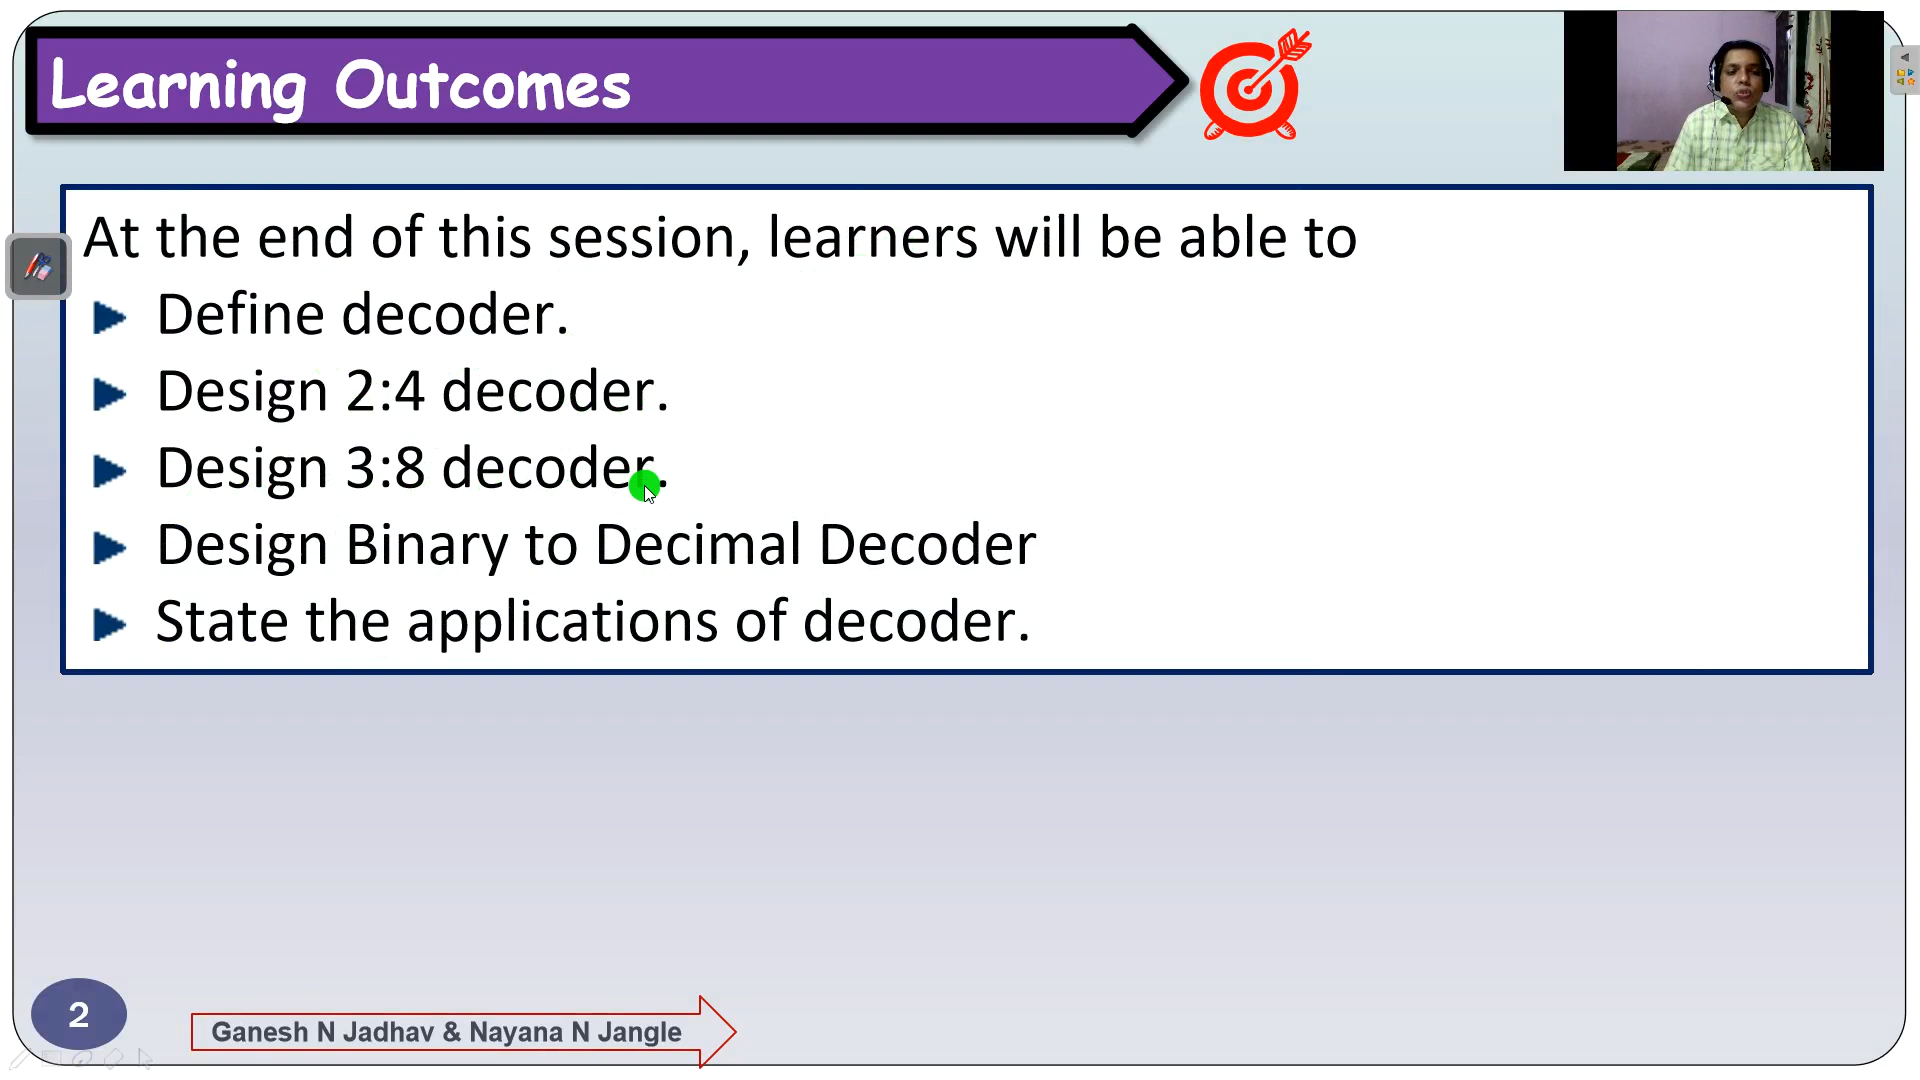 Learning Outcomes
At the end of this session, learners will be able to
Define decoder.
Design 2:4 decoder.
Design 3:8 decoder.
Design Binary to Decimal Decoder
State the applications of decoder.
2
Ganesh N Jadhav & Nayana N Jangle